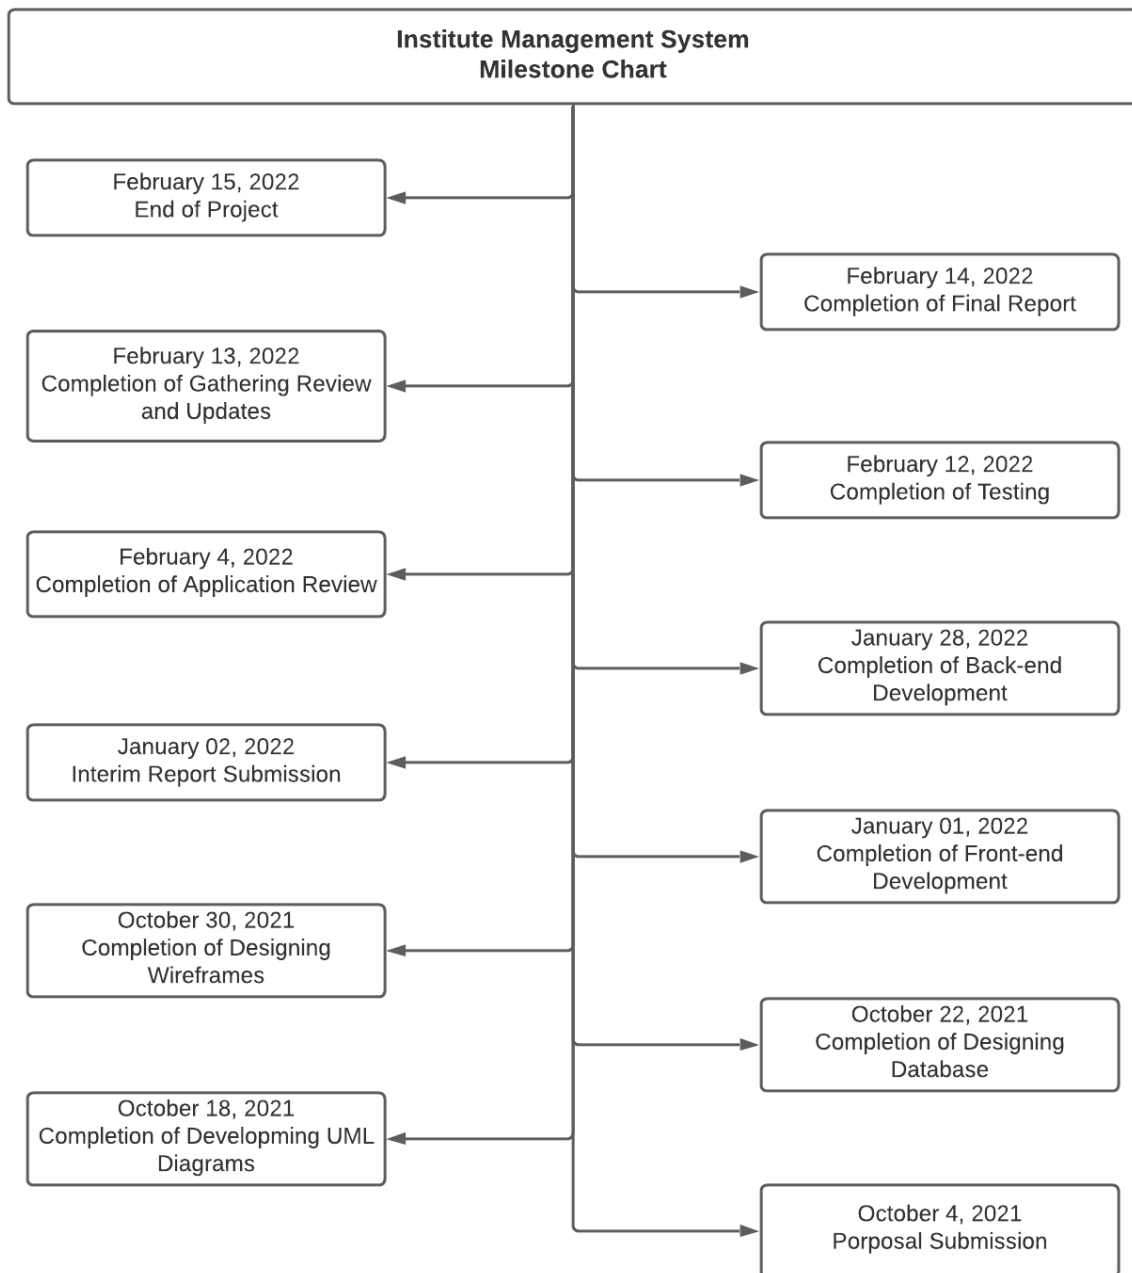 Institute Management System
Milestone Chart
February 15, 2022
End of Project
February 14, 2022
Completion of Final Report
February 13, 2022
Completion of Gathering Review
and Updates
February 12, 2022
Completion of Testing
February 4, 2022
Completion of Application Review
January 28, 2022
Completion of Back-end
Development
January 02, 2022
Interim Report Submission
January 01, 2022
Completion of Front-end
Development
October 30, 2021
Completion of Designing
Wireframes
October 22, 2021
Completion of Designing
Database
October 18, 2021
Completion of Developming UML
Diagrams
October 4, 2021
Porposal Submission